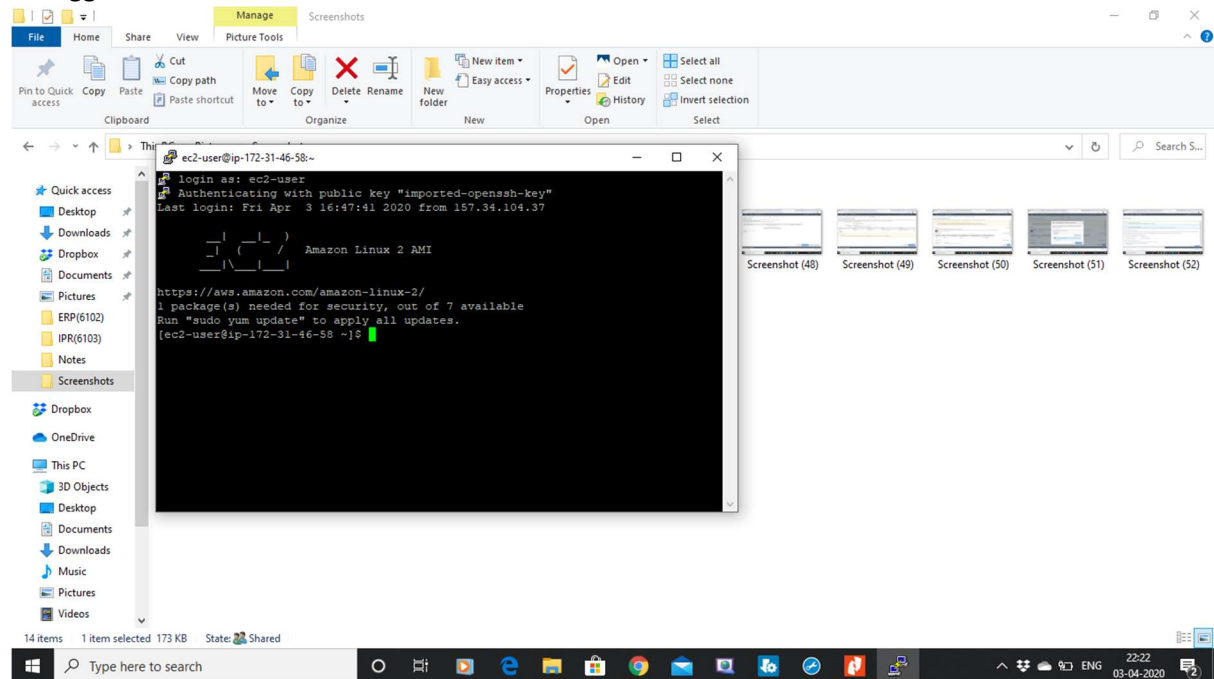 Manage
Screenshots
File
Home
Share
View
Picture Tools
Pin to Quick access
Copy
Paste
Cut
Copy path
Paste shortcut
Clipboard
Move to
Copy to
Delete
Rename
Organize
New folder
New item
Easy access
New
Properties
Open
Edit
History
Open
Select all
Select none
Invert selection
Select
Search S...
ec2-user@ip-172-31-46-58:~
login as: ec2-user
Authenticating with public key "imported-openssh-key"
Last login: Fri Apr  3 16:47:41 2020 from 157.34.104.37
Amazon Linux 2 AMI
https://aws.amazon.com/amazon-linux-2/
1 package(s) needed for security, out of 7 available
Run "sudo yum update" to apply all updates.
[ec2-user@ip-172-31-46-58 ~]$
Quick access
Desktop
Downloads
Dropbox
Documents
Pictures
ERP(6102)
IPR(6103)
Notes
Screenshots
Dropbox
OneDrive
This PC
3D Objects
Desktop
Documents
Downloads
Music
Pictures
Videos
Screenshot (48)
Screenshot (49)
Screenshot (50)
Screenshot (51)
Screenshot (52)
14 items
1 item selected 173 KB
State: Shared
Type here to search
ENG
22:22
03-04-2020
2